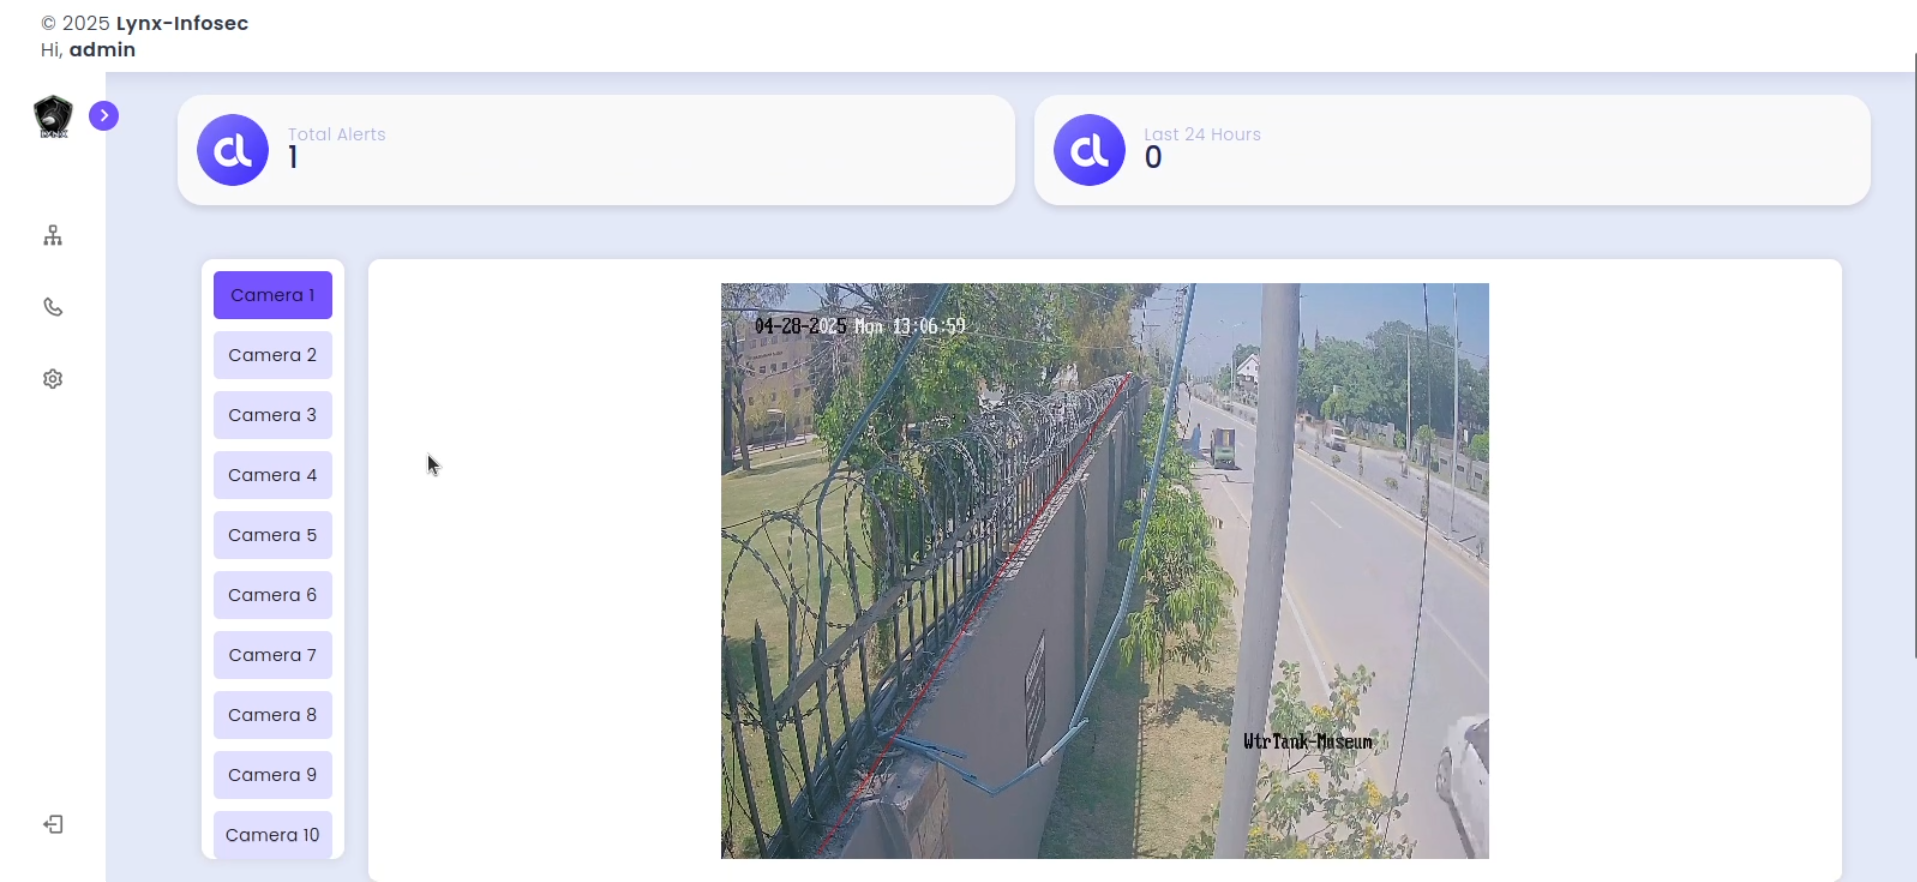 © 2025 Lynx-Infosec
Hi, admin
LYNX
Total Alerts
1
Last 24 Hours
0
Camera 1
Camera 2
Camera 3
Camera 4
Camera 5
Camera 6
Camera 7
Camera 8
Camera 9
Camera 10
04-28-2025 Mon 13:06:59
WtrTank-Museum